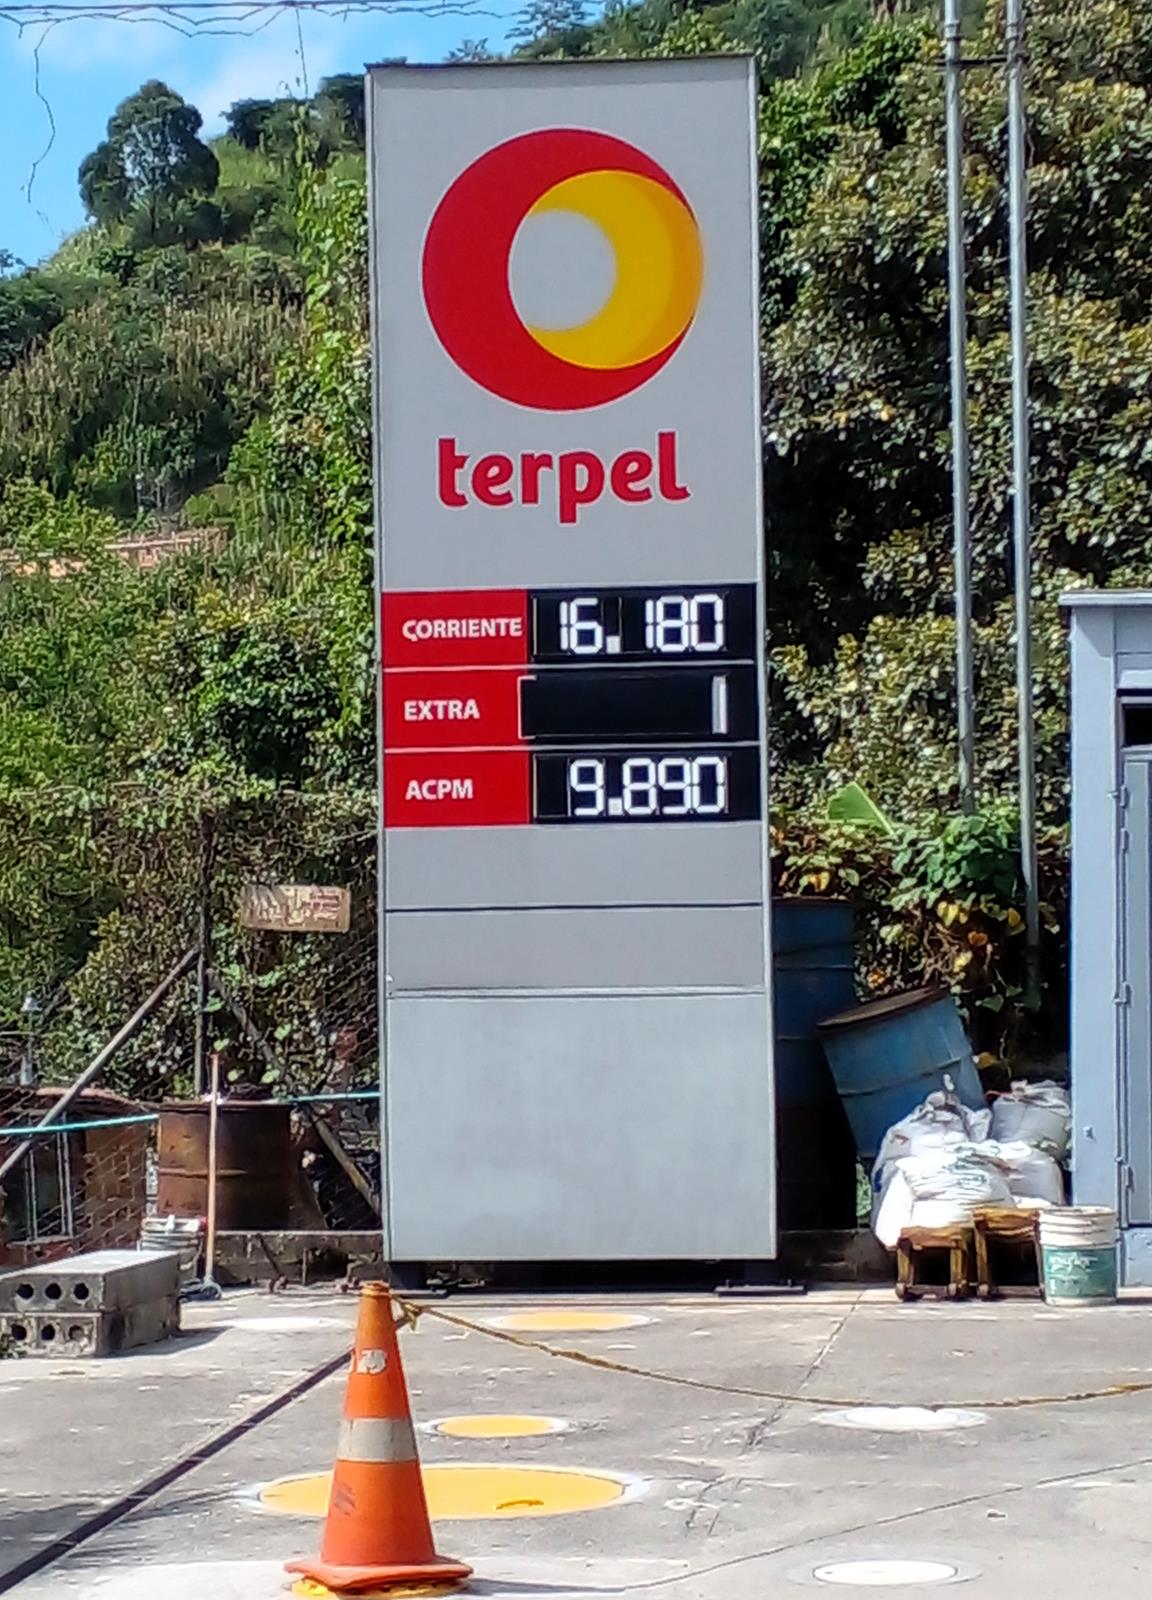 terpel
CORRIENTE 16.180
EXTRA 1
ACPM 9.890